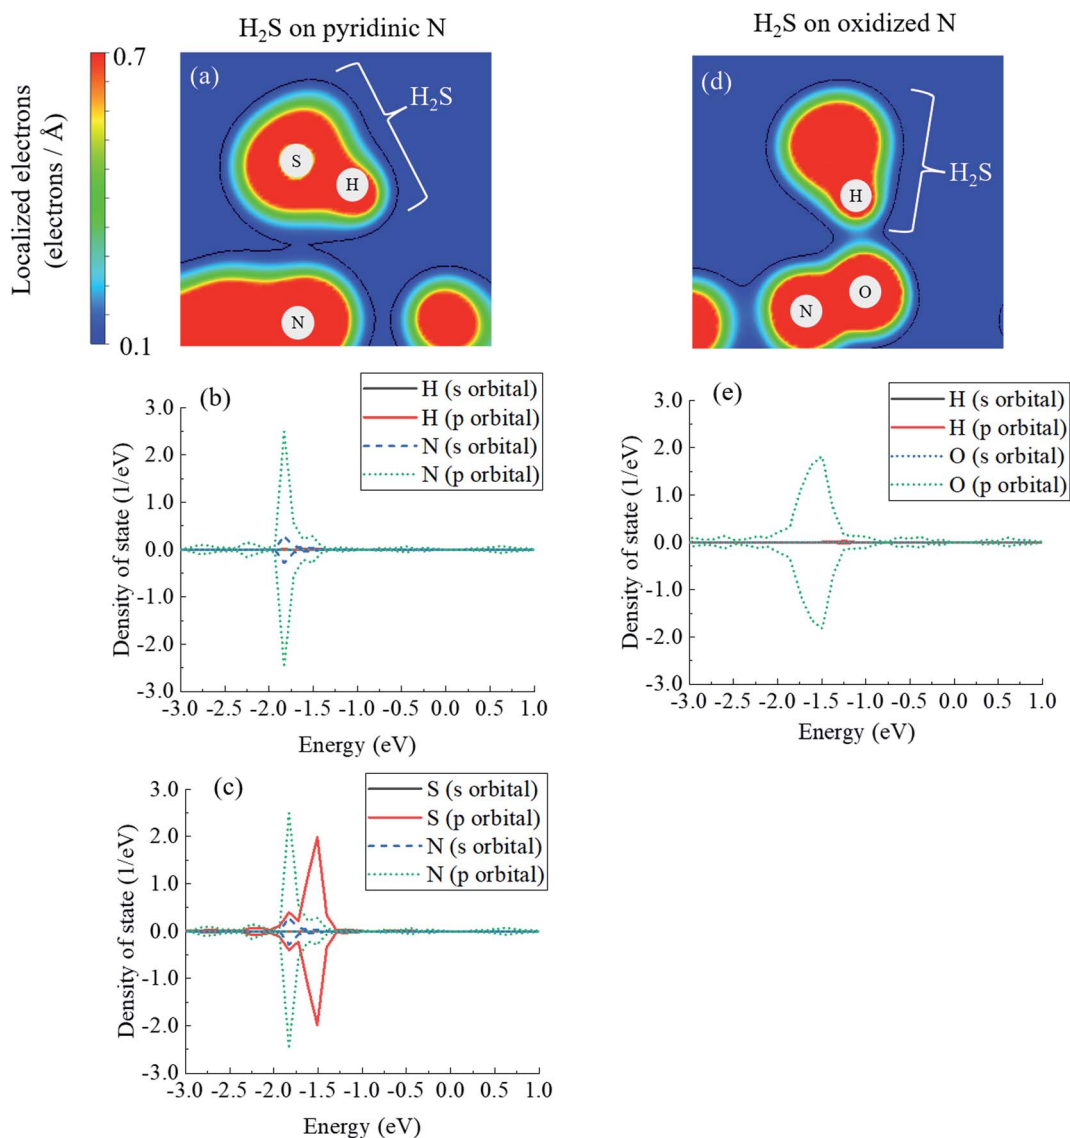 H₂S on pyridinic N
H₂S on oxidized N
Localized electrons
(electrons / Å)
0.7
0.1
(a)
H₂S
S
H
N
(d)
H₂S
H
N
O
(b)
H (s orbital)
H (p orbital)
N (s orbital)
N (p orbital)
Density of state (1/eV)
3.0
2.0
1.0
0.0
-1.0
-2.0
-3.0
-3.0 -2.5 -2.0 -1.5 -1.0 -0.5 0.0 0.5 1.0
Energy (eV)
(e)
H (s orbital)
H (p orbital)
O (s orbital)
O (p orbital)
Density of state (1/eV)
3.0
2.0
1.0
0.0
-1.0
-2.0
-3.0
-3.0 -2.5 -2.0 -1.5 -1.0 -0.5 0.0 0.5 1.0
Energy (eV)
(c)
S (s orbital)
S (p orbital)
N (s orbital)
N (p orbital)
Density of state (1/eV)
3.0
2.0
1.0
0.0
-1.0
-2.0
-3.0
-3.0 -2.5 -2.0 -1.5 -1.0 -0.5 0.0 0.5 1.0
Energy (eV)